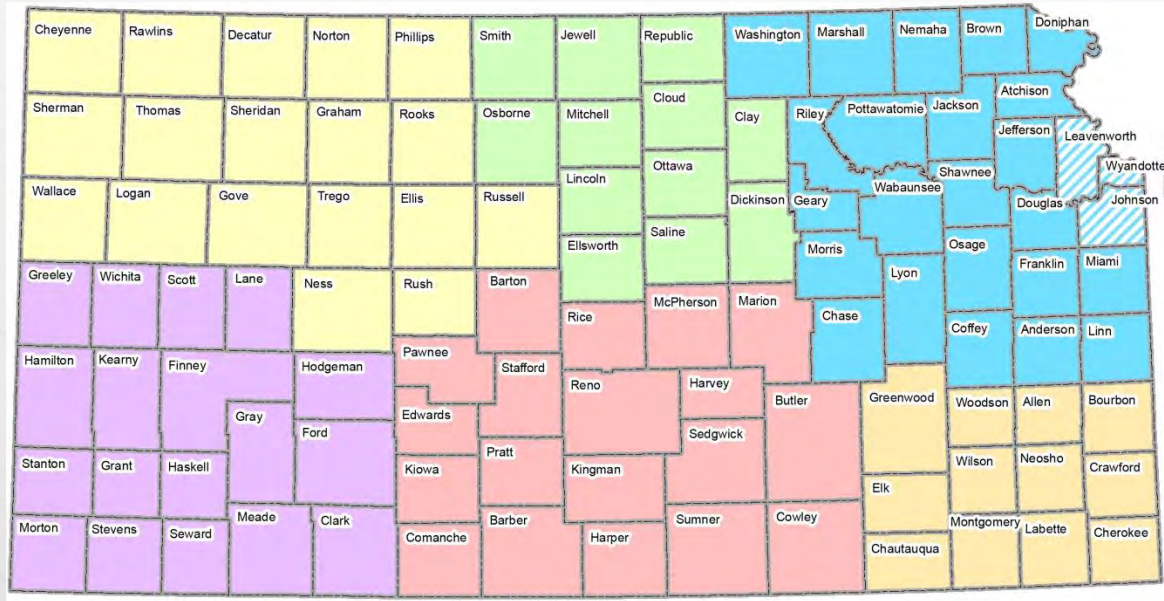 Cheyenne
Rawlins
Decatur
Norton
Phillips
Smith
Jewell
Republic
Washington
Marshall
Nemaha
Brown
Doniphan
Sherman
Thomas
Sheridan
Graham
Rooks
Osborne
Mitchell
Cloud
Clay
Riley
Pottawatomie
Jackson
Atchison
Jefferson
Leavenworth
Wyandotte
Wallace
Logan
Gove
Trego
Ellis
Russell
Lincoln
Ottawa
Dickinson
Geary
Wabaunsee
Shawnee
Douglas
Johnson
Ellsworth
Saline
Morris
Osage
Franklin
Miami
Greeley
Wichita
Scott
Lane
Ness
Rush
Barton
Rice
McPherson
Marion
Chase
Lyon
Coffey
Anderson
Linn
Hamilton
Kearny
Finney
Hodgeman
Pawnee
Stafford
Reno
Harvey
Butler
Greenwood
Woodson
Allen
Bourbon
Gray
Ford
Edwards
Sedgwick
Stanton
Grant
Haskell
Kiowa
Pratt
Kingman
Elk
Wilson
Neosho
Crawford
Morton
Stevens
Seward
Meade
Clark
Comanche
Barber
Harper
Sumner
Cowley
Chautauqua
Montgomery
Labette
Cherokee